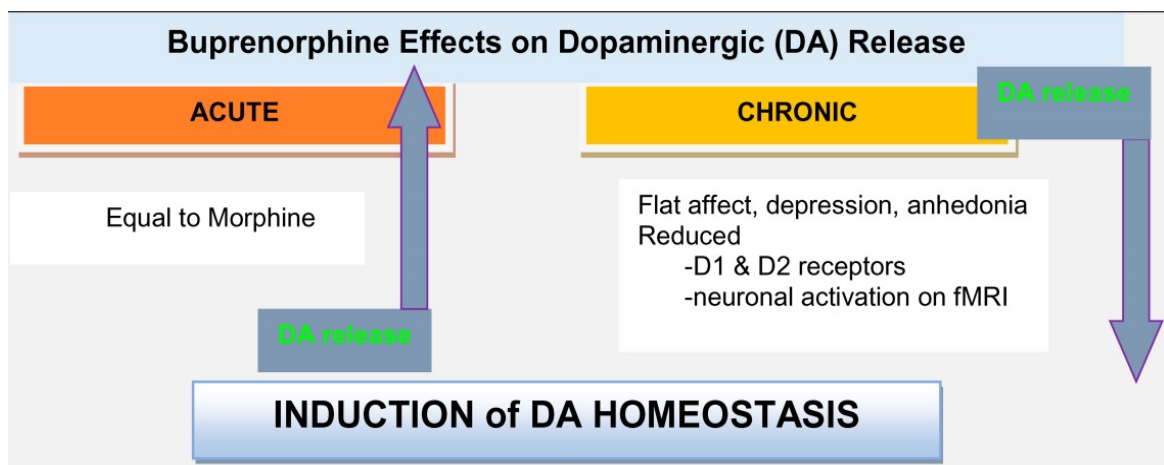 Buprenorphine Effects on Dopaminergic (DA) Release
ACUTE
Equal to Morphine
DA release
CHRONIC
DA release
Flat affect, depression, anhedonia
Reduced
-D1 & D2 receptors
-neuronal activation on fMRI
INDUCTION of DA HOMEOSTASIS